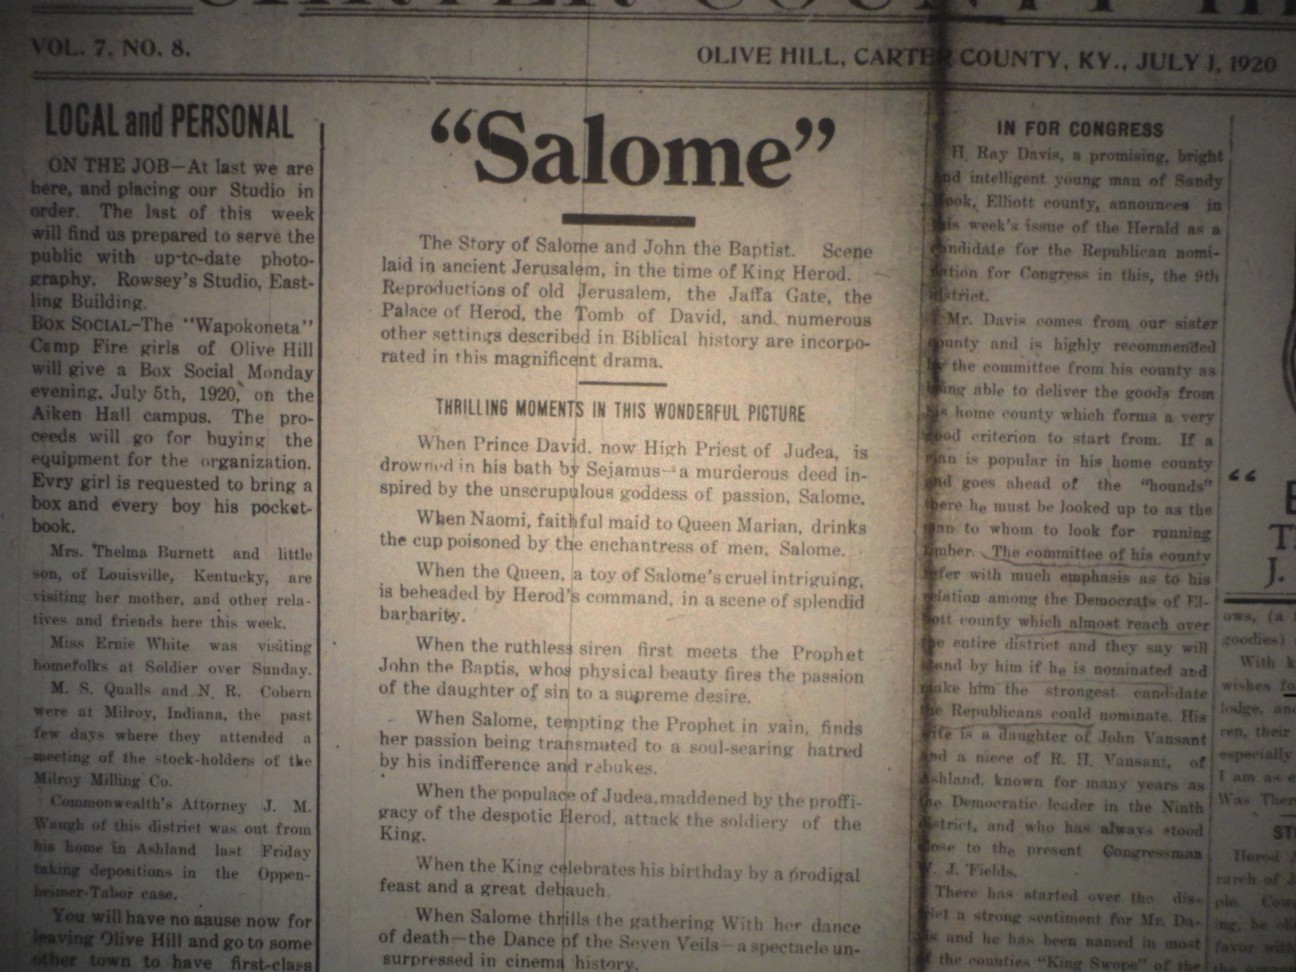 VOL. 7, NO. 8.
OLIVE HILL, CARTER COUNTY, KY., JULY 1, 1920
LOCAL and PERSONAL
ON THE JOB—At last we are
here, and placing our Studio in
order. The last of this week
will find us prepared to serve the
public with up-to-date photo-
graphy. Rowsey's Studio, East-
ling Building.
BOX SOCIAL—The "Wapokoneta"
Camp Fire girls of Olive Hill
will give a Box Social Monday
evening, July 5th, 1920, on the
Aiken Hall campus. The pro-
ceeds will go for buying the
equipment for the organization.
Evry girl is requested to bring a
box and every boy his pocket-
book.
Mrs. Thelma Burnett and little
son, of Louisville, Kentucky, are
visiting her mother, and other rela-
tives and friends here this week.
Miss Ernie White was visiting
homefolks at Soldier over Sunday.
M. S. Qualls and N. R. Cobern
were at Milroy, Indiana, the past
few days where they attended a
meeting of the stock-holders of the
Milroy Milling Co.
Commonwealth's Attorney J. M.
Waugh of this district was out from
his home in Ashland last Friday
taking depositions in the Oppen-
heimer-Tabor case.
You will have no aause now for
leaving Olive Hill and go to some
other town to have first-class
"Salome"
The Story of Salome and John the Baptist. Scene
laid in ancient Jerusalem, in the time of King Herod.
Reproductions of old Jerusalem, the Jaffa Gate, the
Palace of Herod, the Tomb of David, and numerous
other settings described in Biblical history are incorpo-
rated in this magnificent drama.
THRILLING MOMENTS IN THIS WONDERFUL PICTURE
When Prince David, now High Priest of Judea, is
drowned in his bath by Sejamus—a murderous deed in-
spired by the unscrupulous goddess of passion, Salome.
When Naomi, faithful maid to Queen Marian, drinks
the cup poisoned by the enchantress of men, Salome.
When the Queen, a toy of Salome's cruel intriguing,
is beheaded by Herod's command, in a scene of splendid
barbarity.
When the ruthless siren first meets the Prophet
John the Baptis, whos physical beauty fires the passion
of the daughter of sin to a supreme desire.
When Salome, tempting the Prophet in vain, finds
her passion being transmuted to a soul-searing hatred
by his indifference and rebukes.
When the populace of Judea, maddened by the proffi-
gacy of the despotic Herod, attack the soldiery of the
King.
When the King celebrates his birthday by a prodigal
feast and a great debauch.
When Salome thrills the gathering With her dance
of death—the Dance of the Seven Veils—a spectacle un-
surpressed in cinema history.
IN FOR CONGRESS
H. Ray Davis, a promising, bright
and intelligent young man of Sandy
Hook, Elliott county, announces in
this week's issue of the Herald as a
candidate for the Republican nomi-
nation for Congress in this, the 9th
district.
Mr. Davis comes from our sister
county and is highly recommended
by the committee from his county as
being able to deliver the goods from
his home county which forms a very
good criterion to start from. If a
man is popular in his home county
and goes ahead of the "hounds"
there he must be looked up to as the
man to whom to look for running
timber. The committee of his county
refer with much emphasis as to his
relation among the Democrats of El-
liott county which almost reach over
the entire district and they say will
stand by him if he is nominated and
make him the strongest candidate
the Republicans could nominate. His
wife is a daughter of John Vansant
and a niece of R. H. Vansant, of
Ashland, known for many years as
the Democratic leader in the Ninth
district, and who has always stood
close to the present Congressman
W. J. Fields.
There has started over the dis-
trict a strong sentiment for Mr. Da-
vis and he has been named in most
of the counties "King Swope" of the
J.
ows, (a
goodies)
With
wishes
lodge,
ren, their
especially
I am as
Was
Herod
ple.
ing, he
favor with